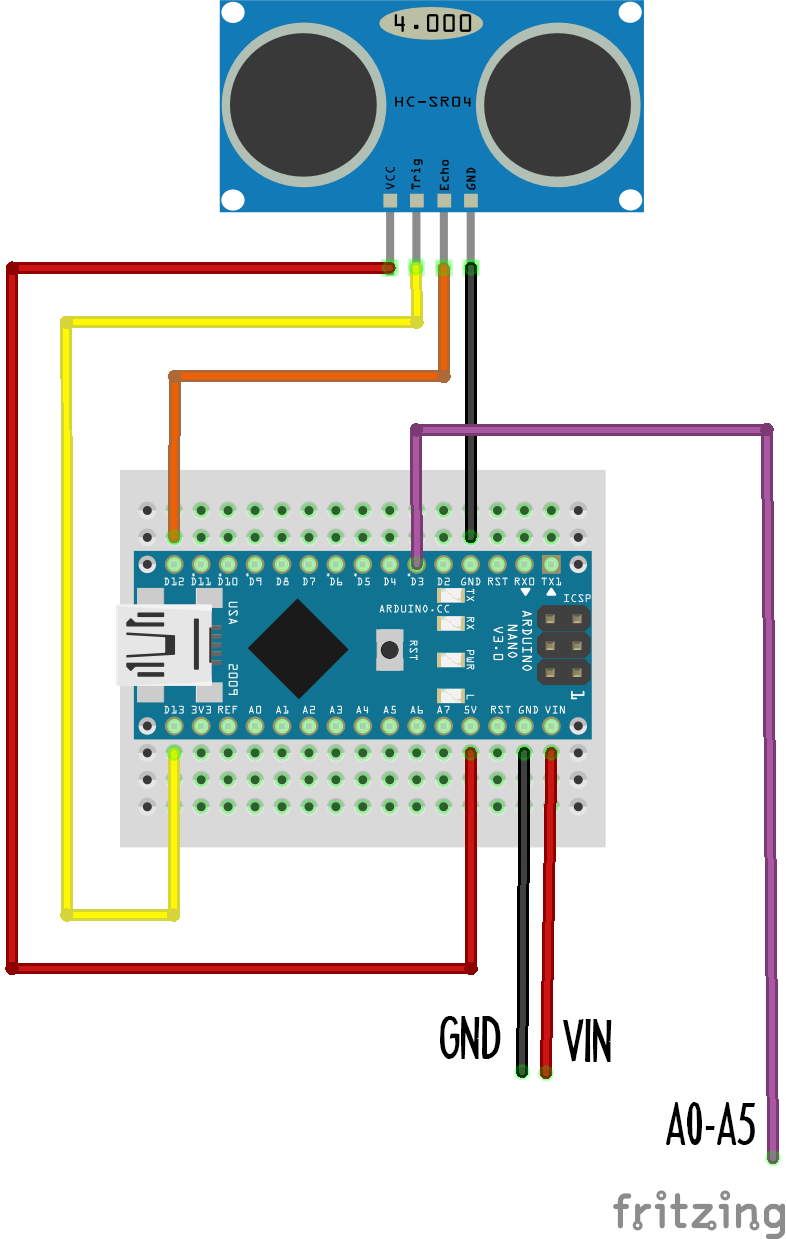 4.000
HC-SR04
VCC Trig Echo GND
D12 D11 D10 D9 D8 D7 D6 D5 D4 D3 D2 GND RST RX0 TX1
TX
ICSP
ARDUINO.CC
RX
ARDUINO
NANO
V3.0
USA
RST
PWR
2009
L
1
D13 3V3 REF A0 A1 A2 A3 A4 A5 A6 A7 5V RST GND VIN
GND VIN
A0-A5
fritzing